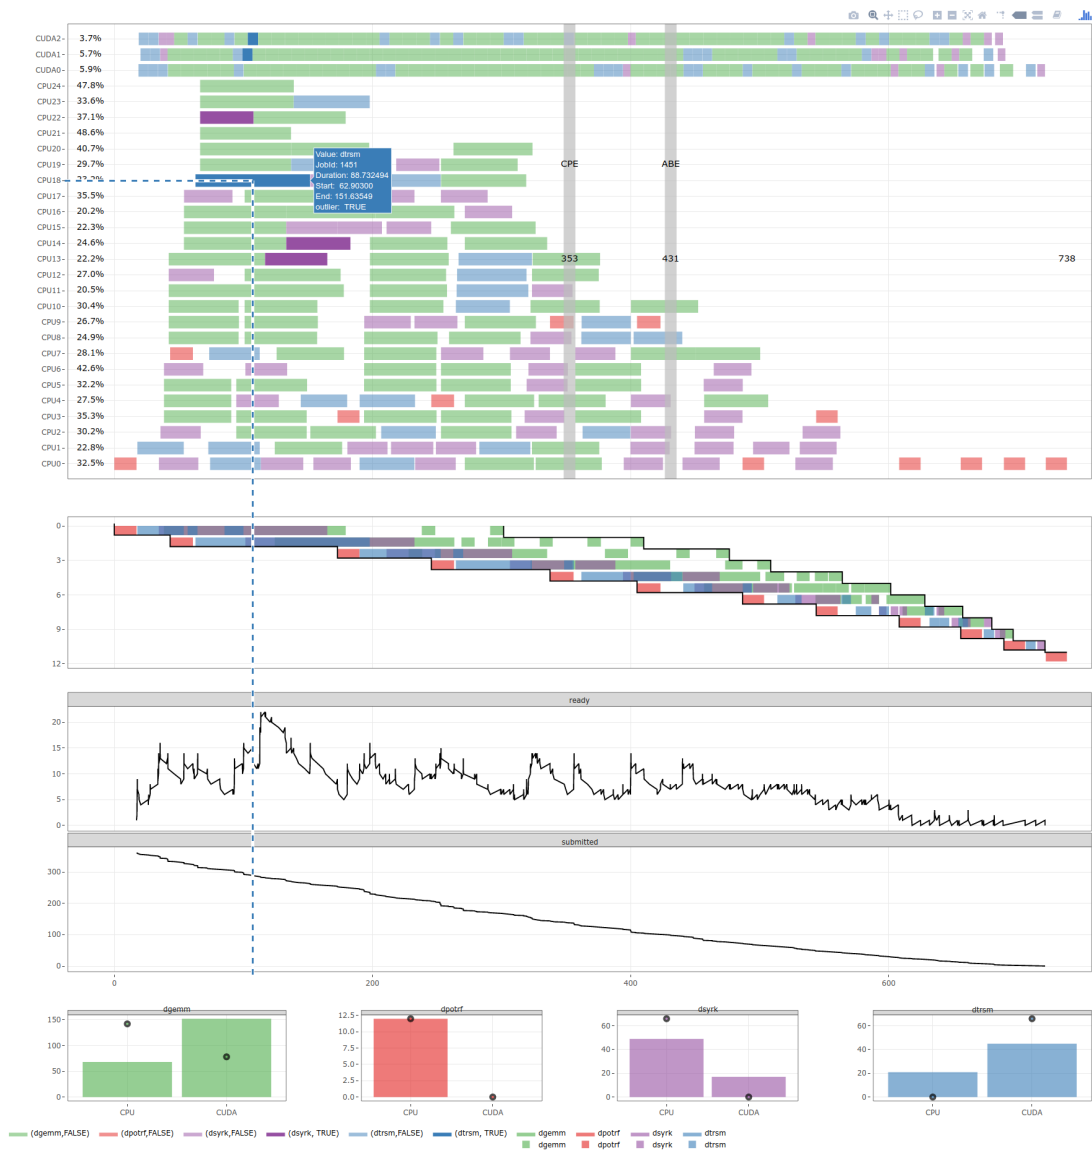 CUDA2 3.7%
CUDA1 5.7%
CUDA0 5.9%
CPU24 47.8%
CPU23 33.6%
CPU22 37.1%
CPU21 48.6%
CPU20 40.7%
CPU19 29.7%
CPE
ABE
CPU18
Value: dtrsm
JobId: 1451
Duration: 88.732494
Start: 62.90300
End: 151.63549
outlier: TRUE
CPU17 35.5%
CPU16 20.2%
CPU15 22.3%
CPU14 24.6%
CPU13 22.2%
353
431
738
CPU12 27.0%
CPU11 20.5%
CPU10 30.4%
CPU9 26.7%
CPU8 24.9%
CPU7 28.1%
CPU6 42.6%
CPU5 32.2%
CPU4 27.5%
CPU3 35.3%
CPU2 30.2%
CPU1 22.8%
CPU0 32.5%
0
3
6
9
12
ready
20
15
10
5
0
submitted
300
200
100
0
0 200 400 600
dgemm
150
100
50
0
CPU CUDA
dpotrf
12.5
10.0
7.5
5.0
2.5
0.0
CPU CUDA
dsyrk
60
40
20
0
CPU CUDA
dtrsm
60
40
20
0
CPU CUDA
(dgemm,FALSE) (dpotrf,FALSE) (dsyrk,FALSE) (dsyrk, TRUE) (dtrsm,FALSE) (dtrsm, TRUE) dgemm dpotrf dsyrk dtrsm
dgemm dpotrf dsyrk dtrsm